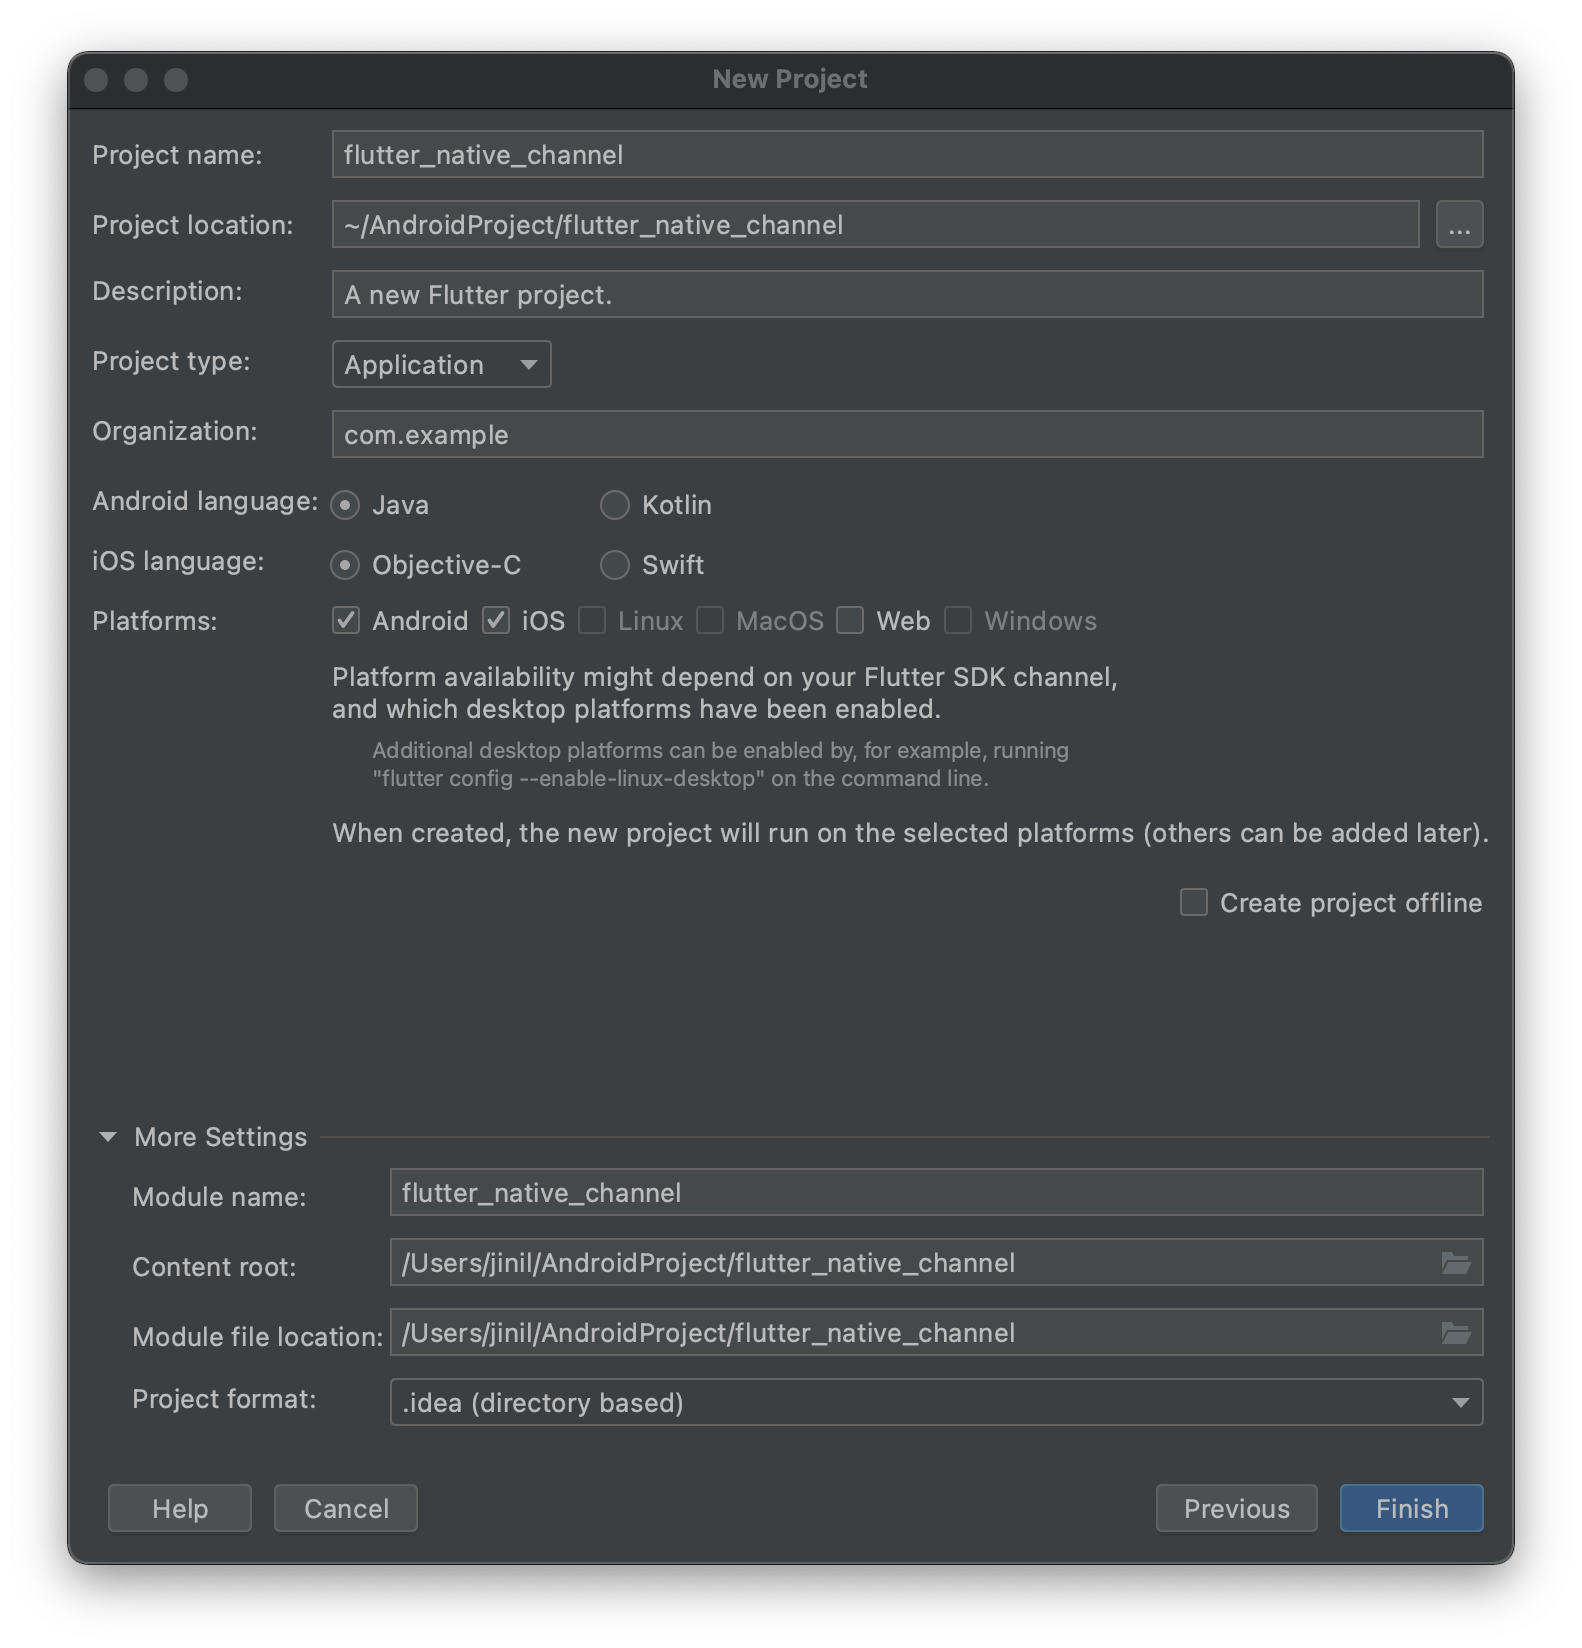 New Project
Project name: flutter_native_channel
Project location: ~/AndroidProject/flutter_native_channel ...
Description: A new Flutter project.
Project type: Application
Organization: com.example
Android language: Java Kotlin
iOS language: Objective-C Swift
Platforms: Android iOS Linux MacOS Web Windows
Platform availability might depend on your Flutter SDK channel,
and which desktop platforms have been enabled.
Additional desktop platforms can be enabled by, for example, running
"flutter config --enable-linux-desktop" on the command line.
When created, the new project will run on the selected platforms (others can be added later).
Create project offline
More Settings
Module name: flutter_native_channel
Content root: /Users/jinil/AndroidProject/flutter_native_channel
Module file location: /Users/jinil/AndroidProject/flutter_native_channel
Project format: .idea (directory based)
Help Cancel Previous Finish